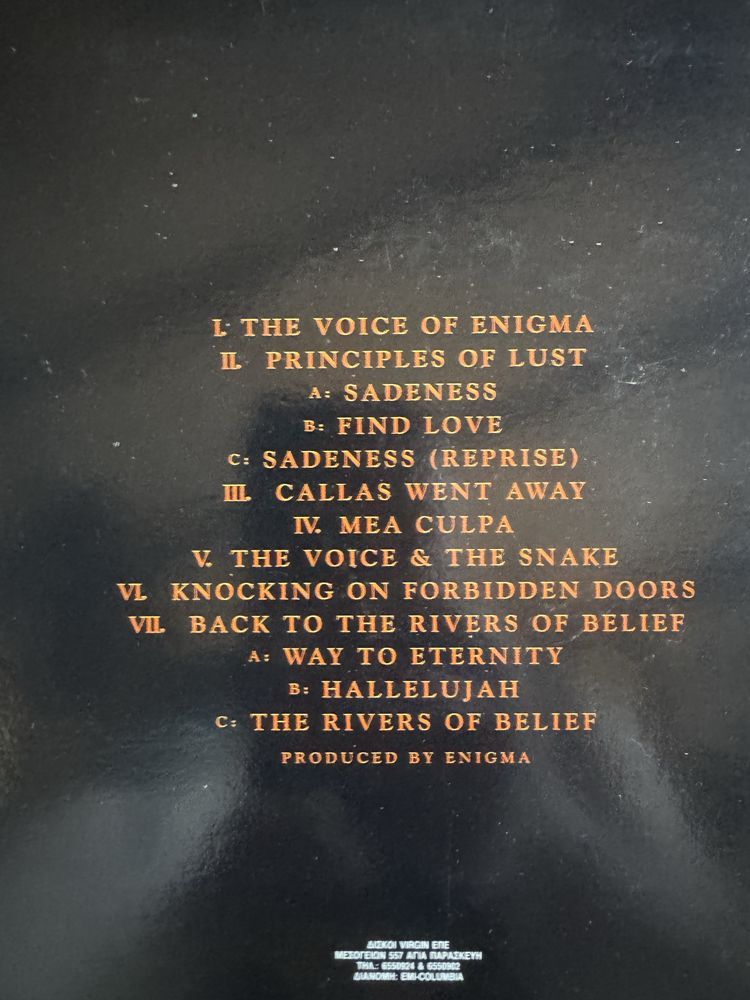 I. THE VOICE OF ENIGMA
II. PRINCIPLES OF LUST
A: SADENESS
B: FIND LOVE
C: SADENESS (REPRISE)
III. CALLAS WENT AWAY
IV. MEA CULPA
V. THE VOICE & THE SNAKE
VI. KNOCKING ON FORBIDDEN DOORS
VII. BACK TO THE RIVERS OF BELIEF
A: WAY TO ETERNITY
B: HALLELUJAH
C: THE RIVERS OF BELIEF
PRODUCED BY ENIGMA
ΔΙΣΚΟΙ VIRGIN ΕΠΕ
ΜΕΣΟΓΕΙΩΝ 557 ΑΓΙΑ ΠΑΡΑΣΚΕΥΗ
ΤΗΛ.: 6550924 & 6550902
ΔΙΑΝΟΜΗ: EMI-COLUMBIA